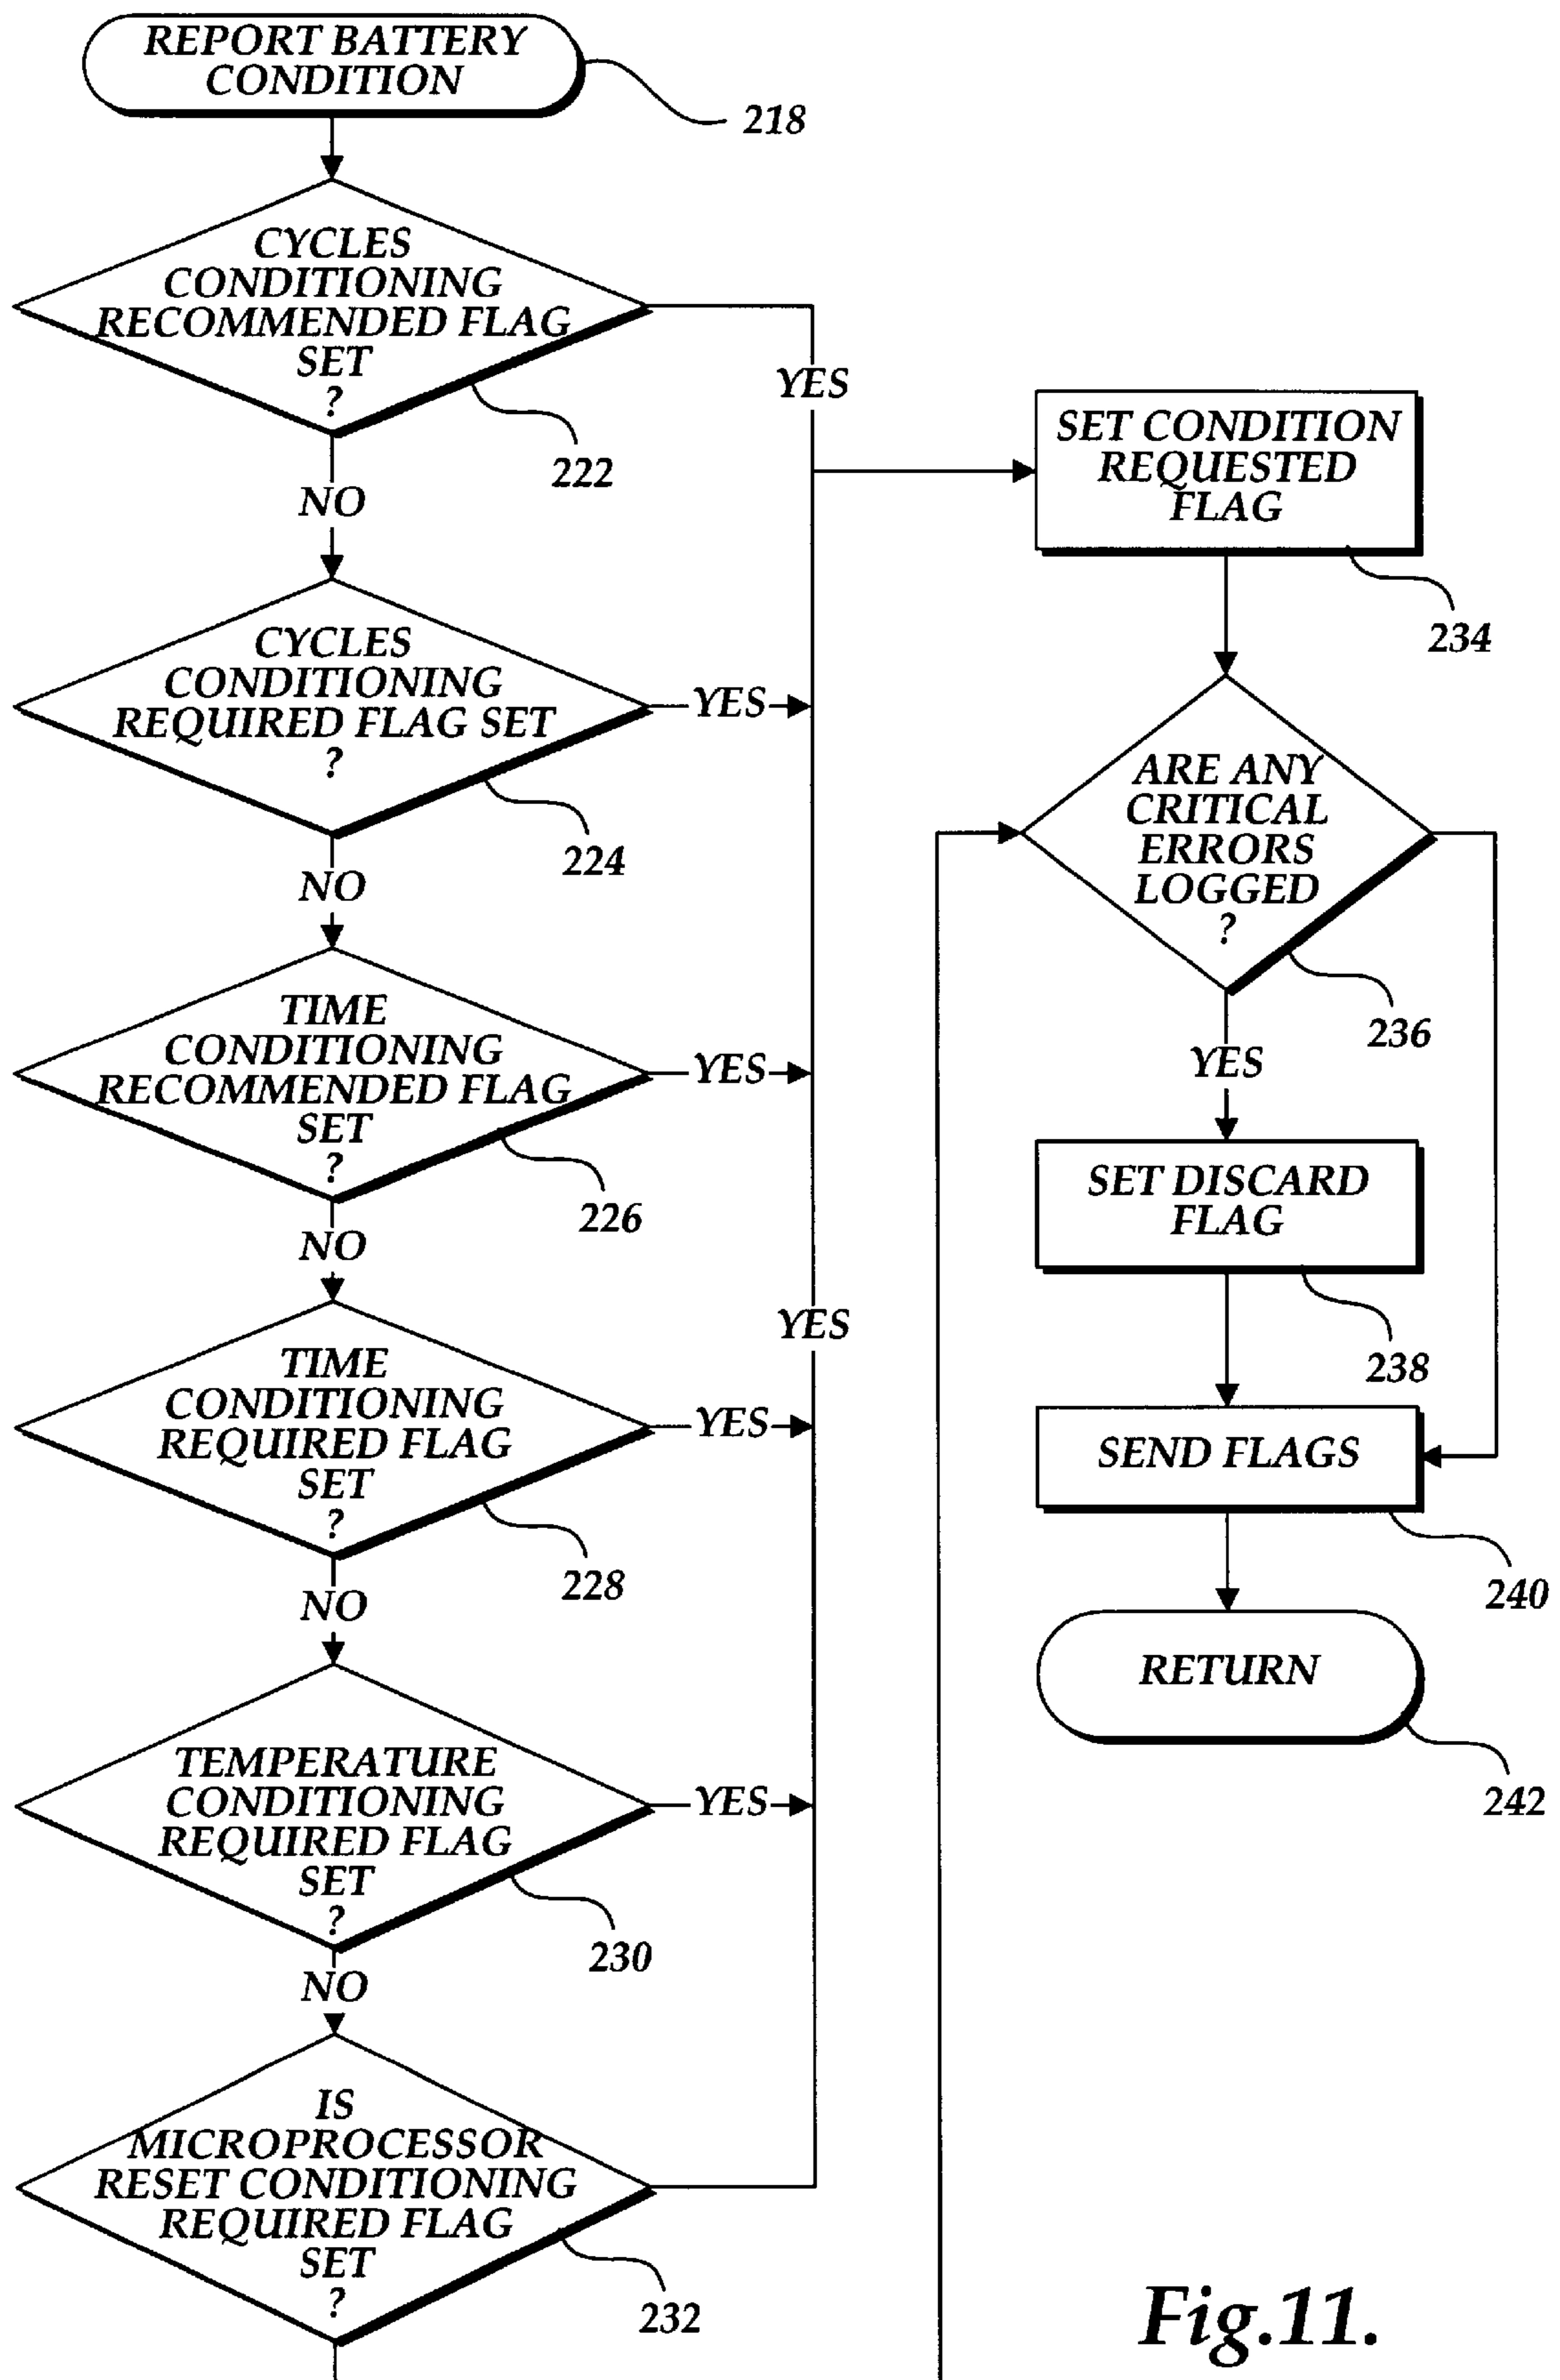 REPORT BATTERY
CONDITION
218
CYCLES
CONDITIONING
RECOMMENDED FLAG
SET
?
222
YES
NO
CYCLES
CONDITIONING
REQUIRED FLAG SET
?
YES
224
NO
TIME
CONDITIONING
RECOMMENDED FLAG
SET
?
YES
226
NO
YES
TIME
CONDITIONING
REQUIRED FLAG
SET
?
YES
228
NO
TEMPERATURE
CONDITIONING
REQUIRED FLAG
SET
?
YES
230
NO
IS
MICROPROCESSOR
RESET CONDITIONING
REQUIRED FLAG
SET
?
232
SET CONDITION
REQUESTED
FLAG
234
ARE ANY
CRITICAL
ERRORS
LOGGED
?
236
YES
SET DISCARD
FLAG
238
SEND FLAGS
240
RETURN
242
Fig.11.